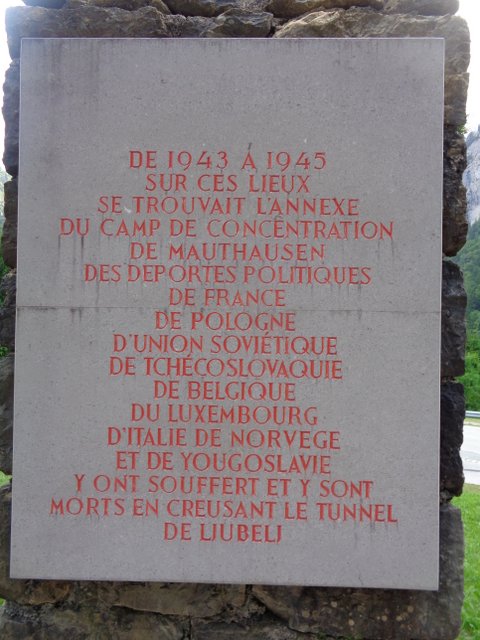 DE 1943 A 1945
SUR CES LIEUX
SE TROUVAIT L'ANNEXE
DU CAMP DE CONCENTRATION
DE MAUTHAUSEN
DES DEPORTES POLITIQUES
DE FRANCE
DE POLOGNE
D'UNION SOVIÉTIQUE
DE TCHÉCOSLOVAQUIE
DE BELGIQUE
DU LUXEMBOURG
D'ITALIE DE NORVEGE
ET DE YOUGOSLAVIE
Y ONT SOUFFERT ET Y SONT
MORTS EN CREUSANT LE TUNNEL
DE LJUBELJ